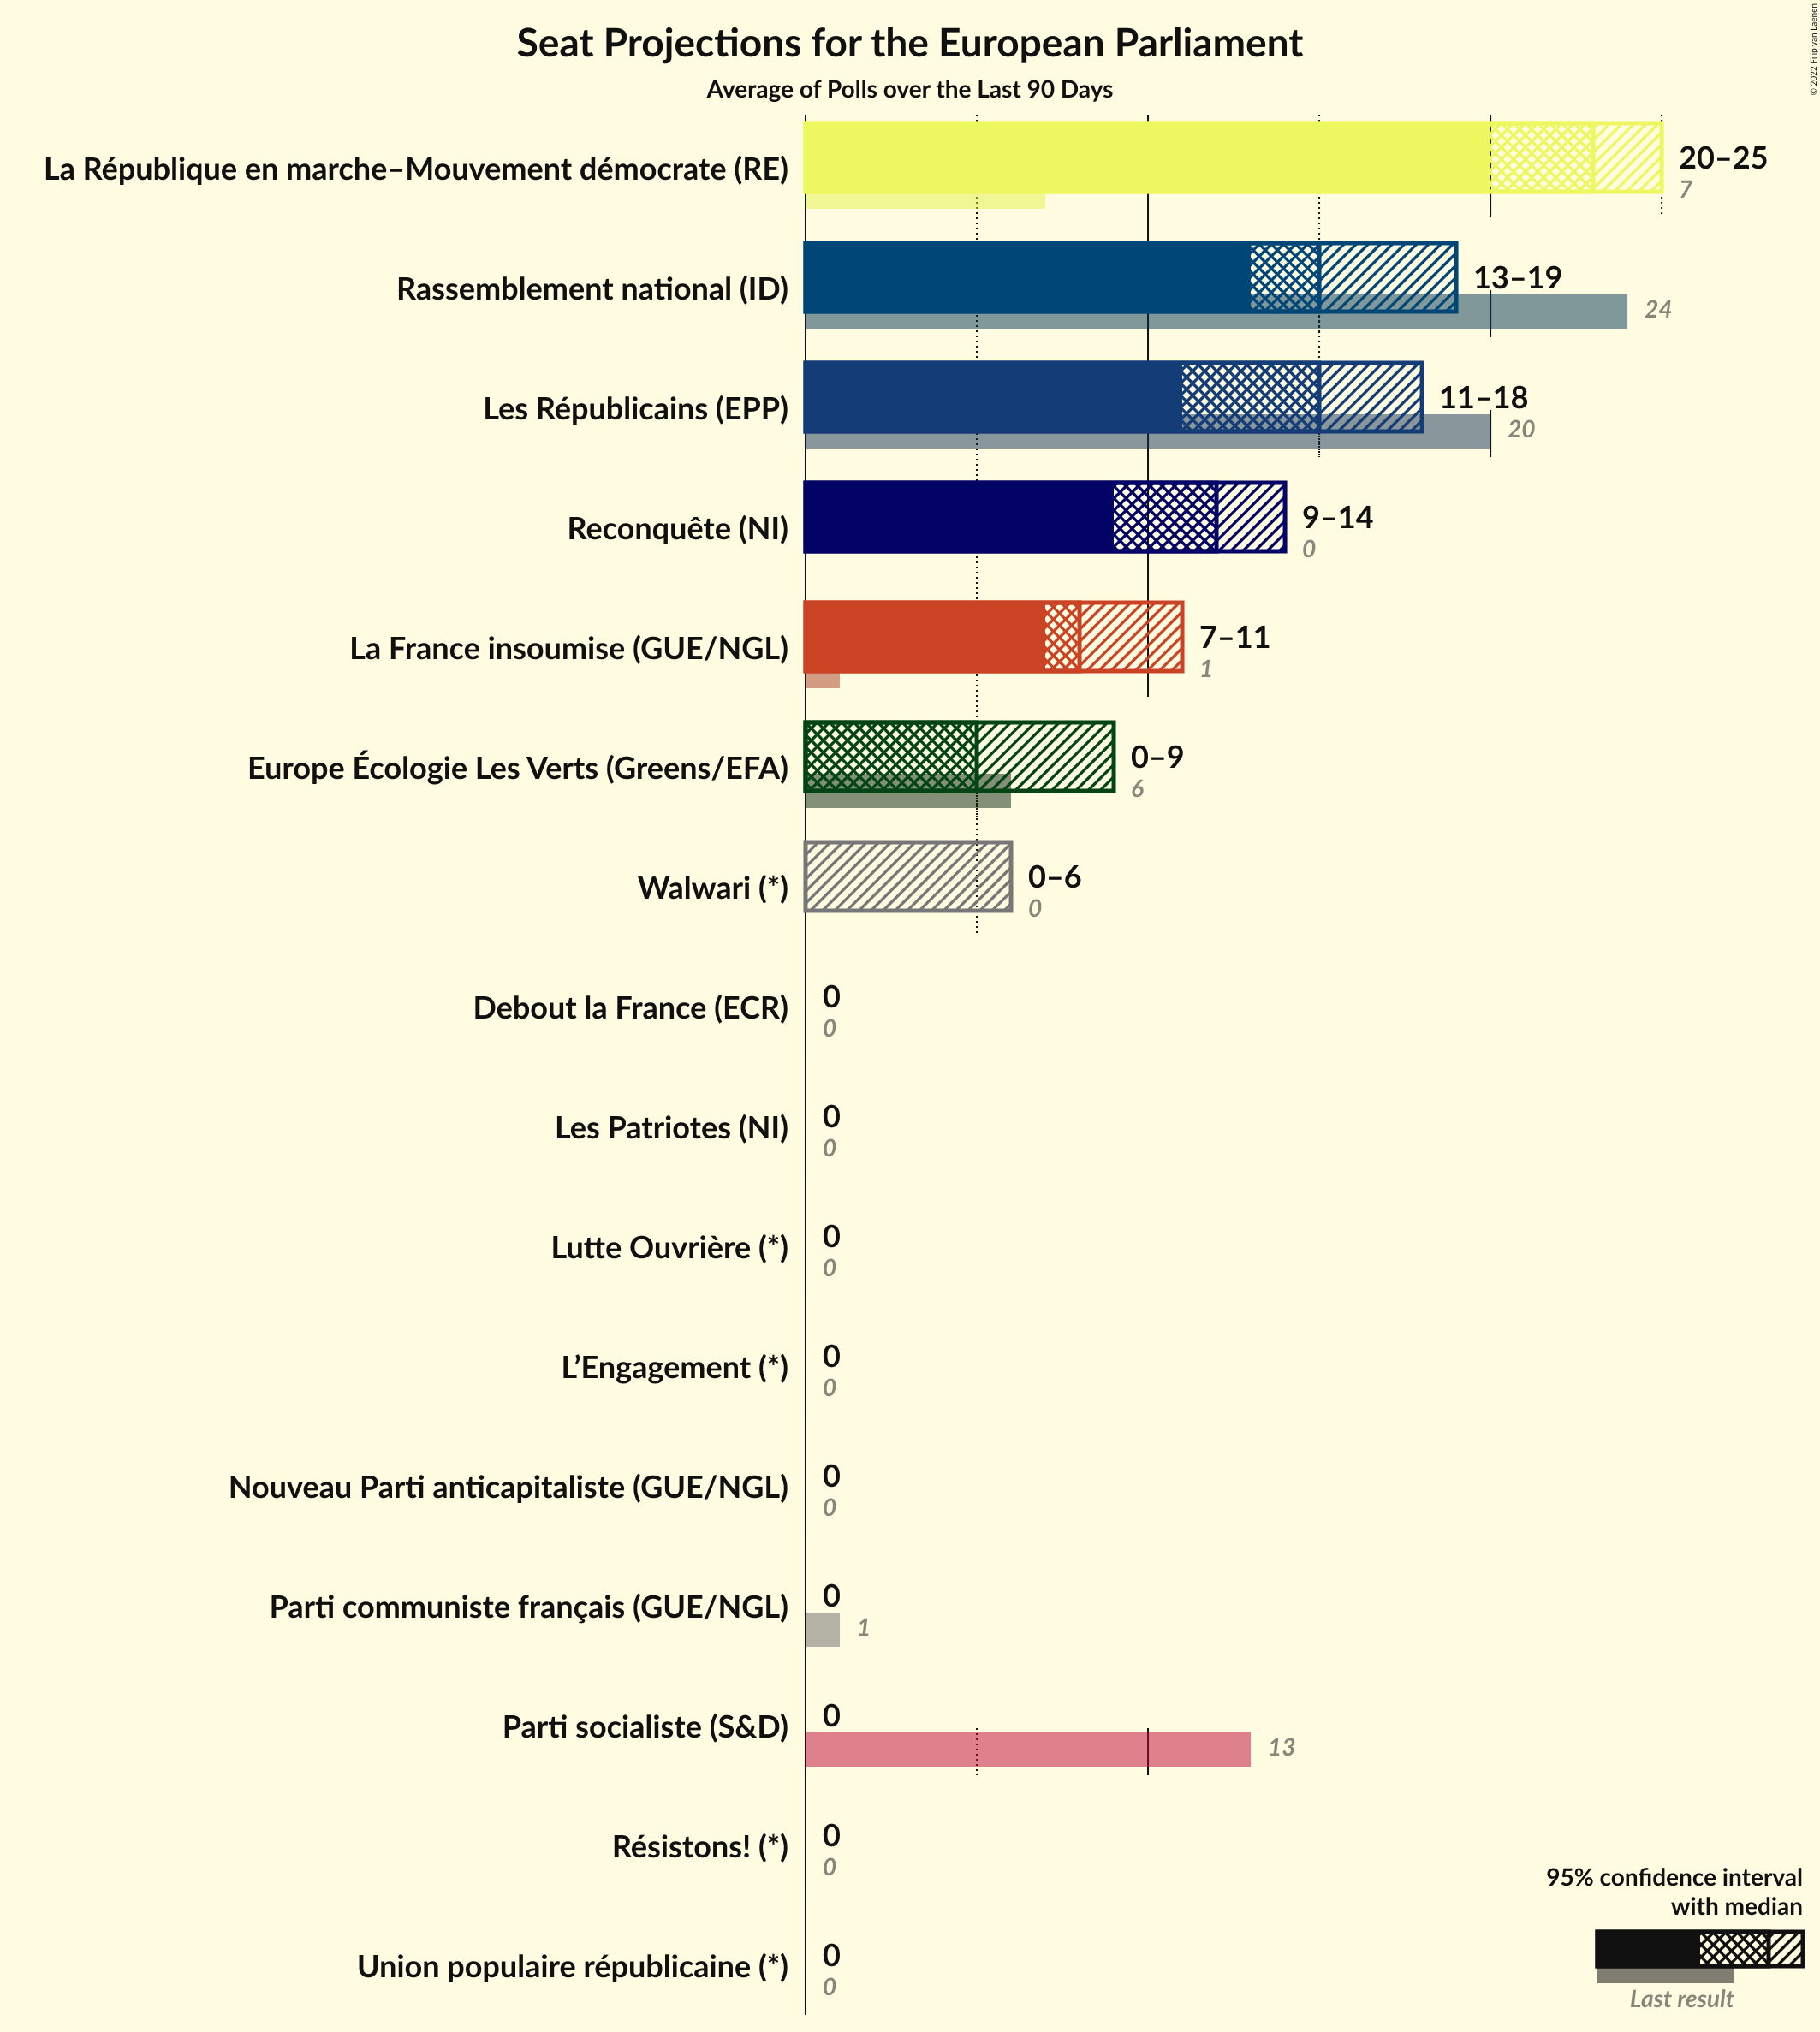 Seat Projections for the European Parliament
Average of Polls over the Last 90 Days
© 2022 Filip van Laenen
La République en marche–Mouvement démocrate (RE)
20–25
7
Rassemblement national (ID)
13–19
24
Les Républicains (EPP)
11–18
20
Reconquête (NI)
9–14
0
La France insoumise (GUE/NGL)
7–11
1
Europe Écologie Les Verts (Greens/EFA)
0–9
6
Walwari (*)
0–6
0
Debout la France (ECR)
0
0
Les Patriotes (NI)
0
0
Lutte Ouvrière (*)
0
0
L’Engagement (*)
0
0
Nouveau Parti anticapitaliste (GUE/NGL)
0
0
Parti communiste français (GUE/NGL)
0
1
Parti socialiste (S&D)
0
13
Résistons! (*)
0
0
Union populaire républicaine (*)
0
0
95% confidence interval
with median
Last result